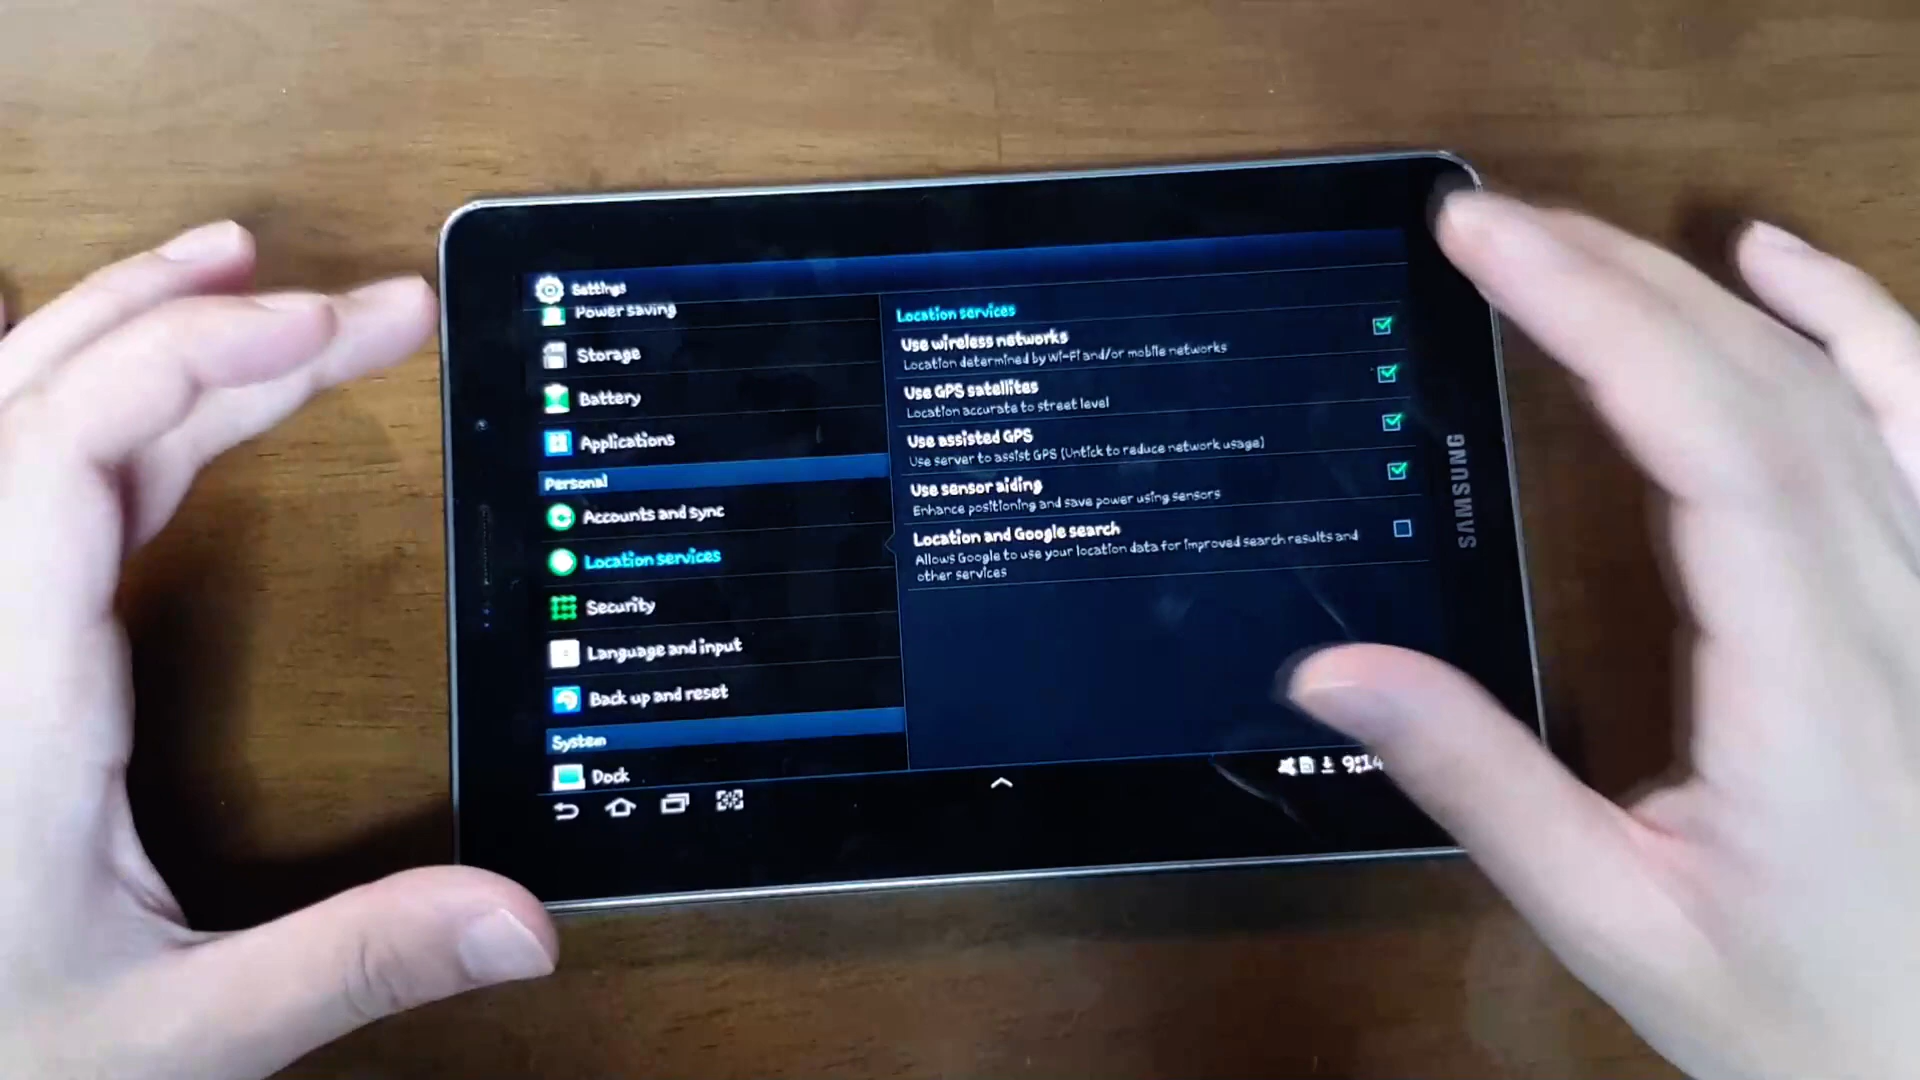 Settings
Power saving
Storage
Battery
Applications
Personal
Accounts and sync
Location services
Security
Language and input
Back up and reset
System
Dock
Location services
Use wireless networks
Location determined by Wi-Fi and/or mobile networks
Use GPS satellites
Location accurate to street level
Use assisted GPS
Use server to assist GPS (Untick to reduce network usage)
Use sensor aiding
Enhance positioning and save power using sensors
Location and Google search
Allows Google to use your location data for improved search results and
other services
9:14
SAMSUNG